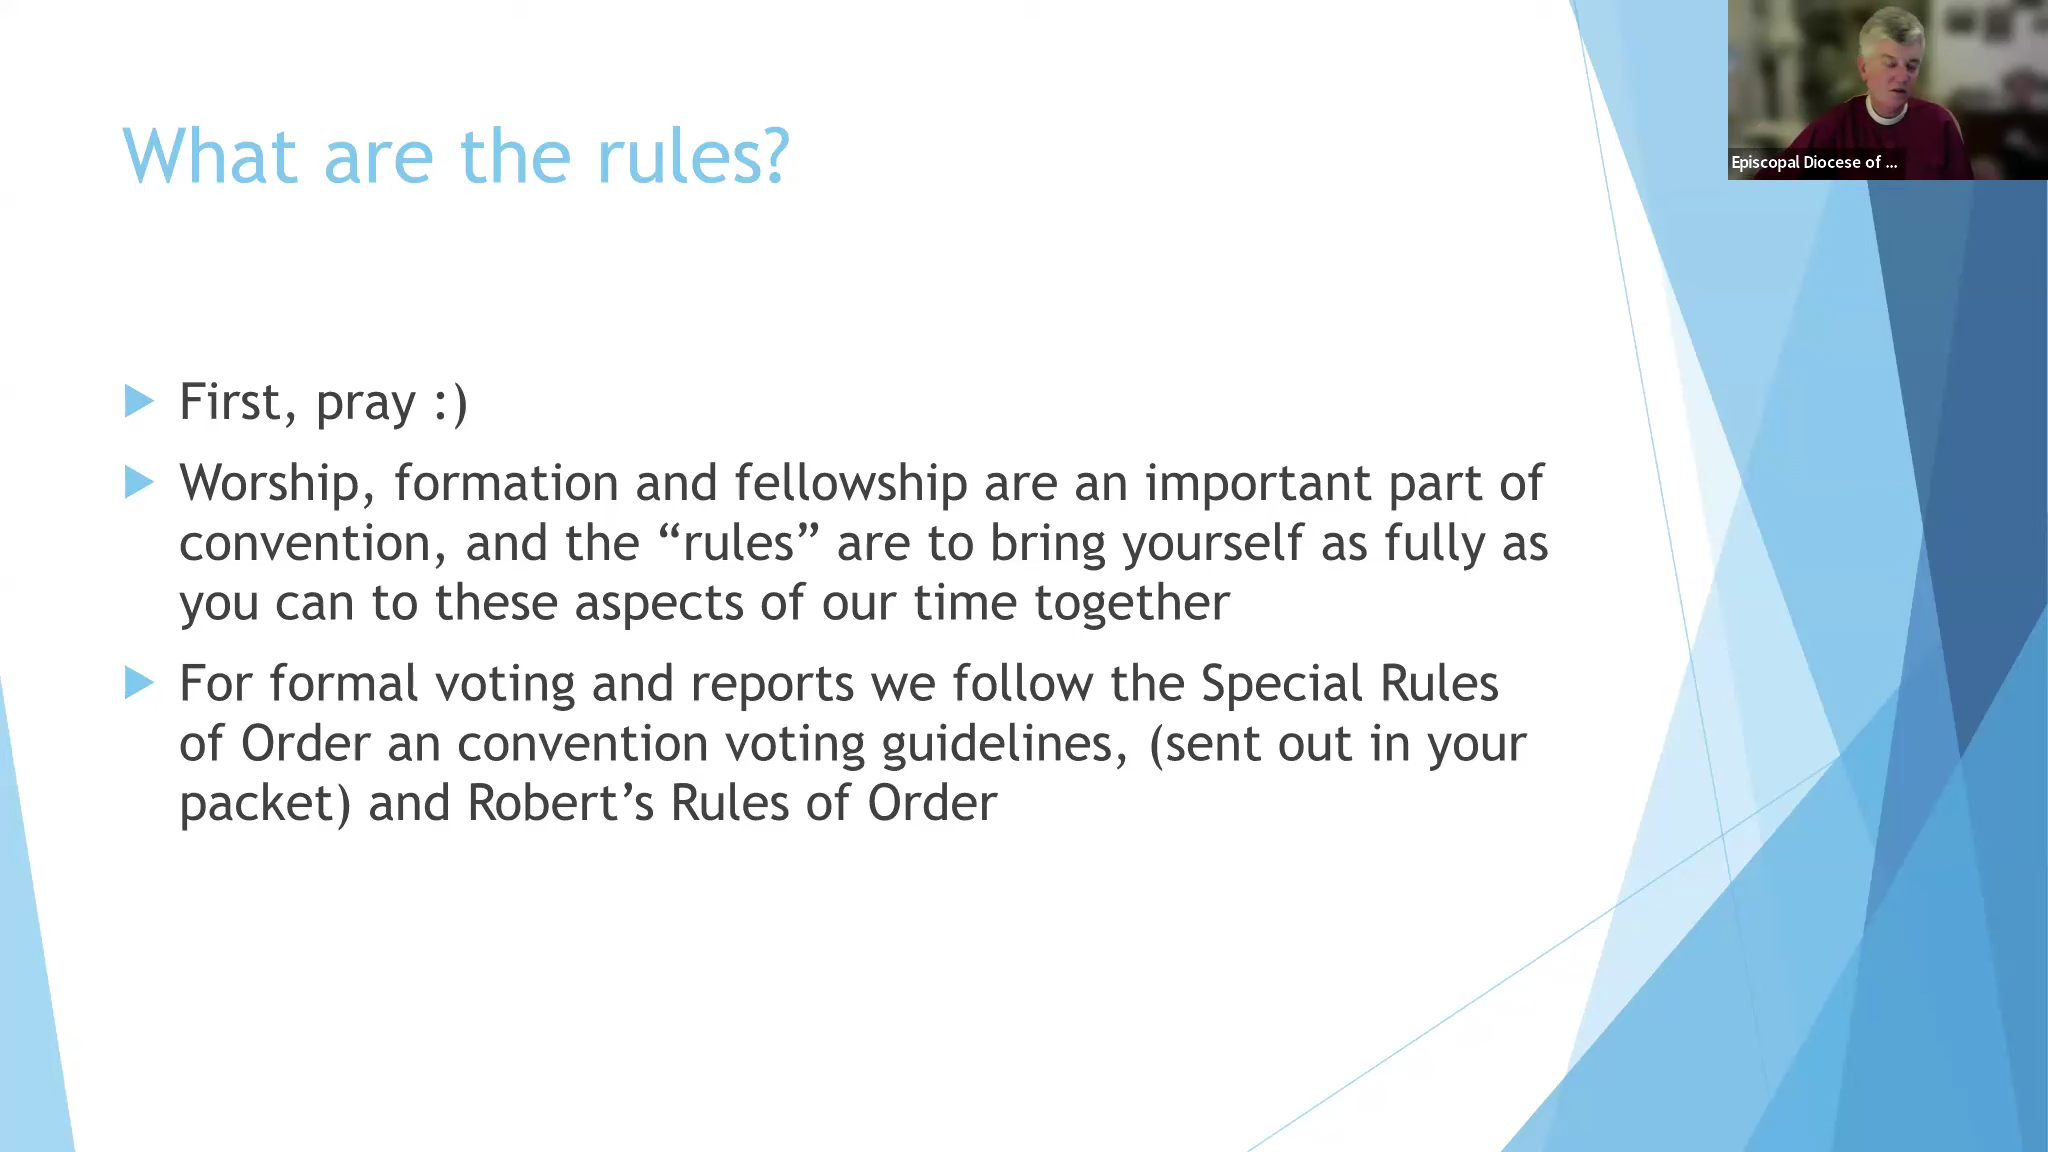 What are the rules?
Episcopal Diocese of ...
First, pray :)
Worship, formation and fellowship are an important part of
convention, and the “rules” are to bring yourself as fully as
you can to these aspects of our time together
For formal voting and reports we follow the Special Rules
of Order an convention voting guidelines, (sent out in your
packet) and Robert’s Rules of Order